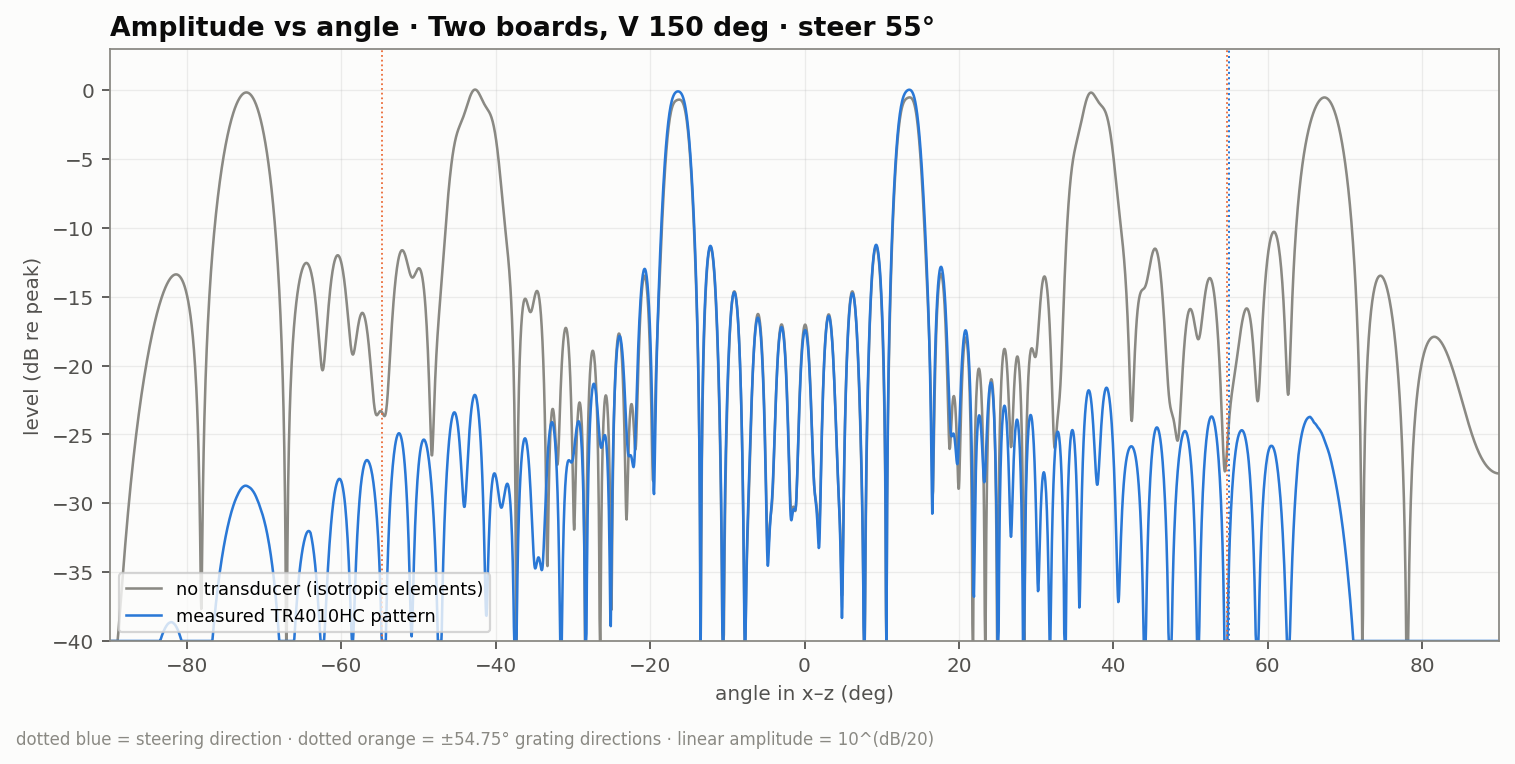 Amplitude vs angle · Two boards, V 150 deg · steer 55°
level (dB re peak)
0
−5
−10
−15
−20
−25
−30
−35
−40
no transducer (isotropic elements)
measured TR4010HC pattern
−80 −60 −40 −20 0 20 40 60 80
angle in x–z (deg)
dotted blue = steering direction · dotted orange = ±54.75° grating directions · linear amplitude = 10^(dB/20)